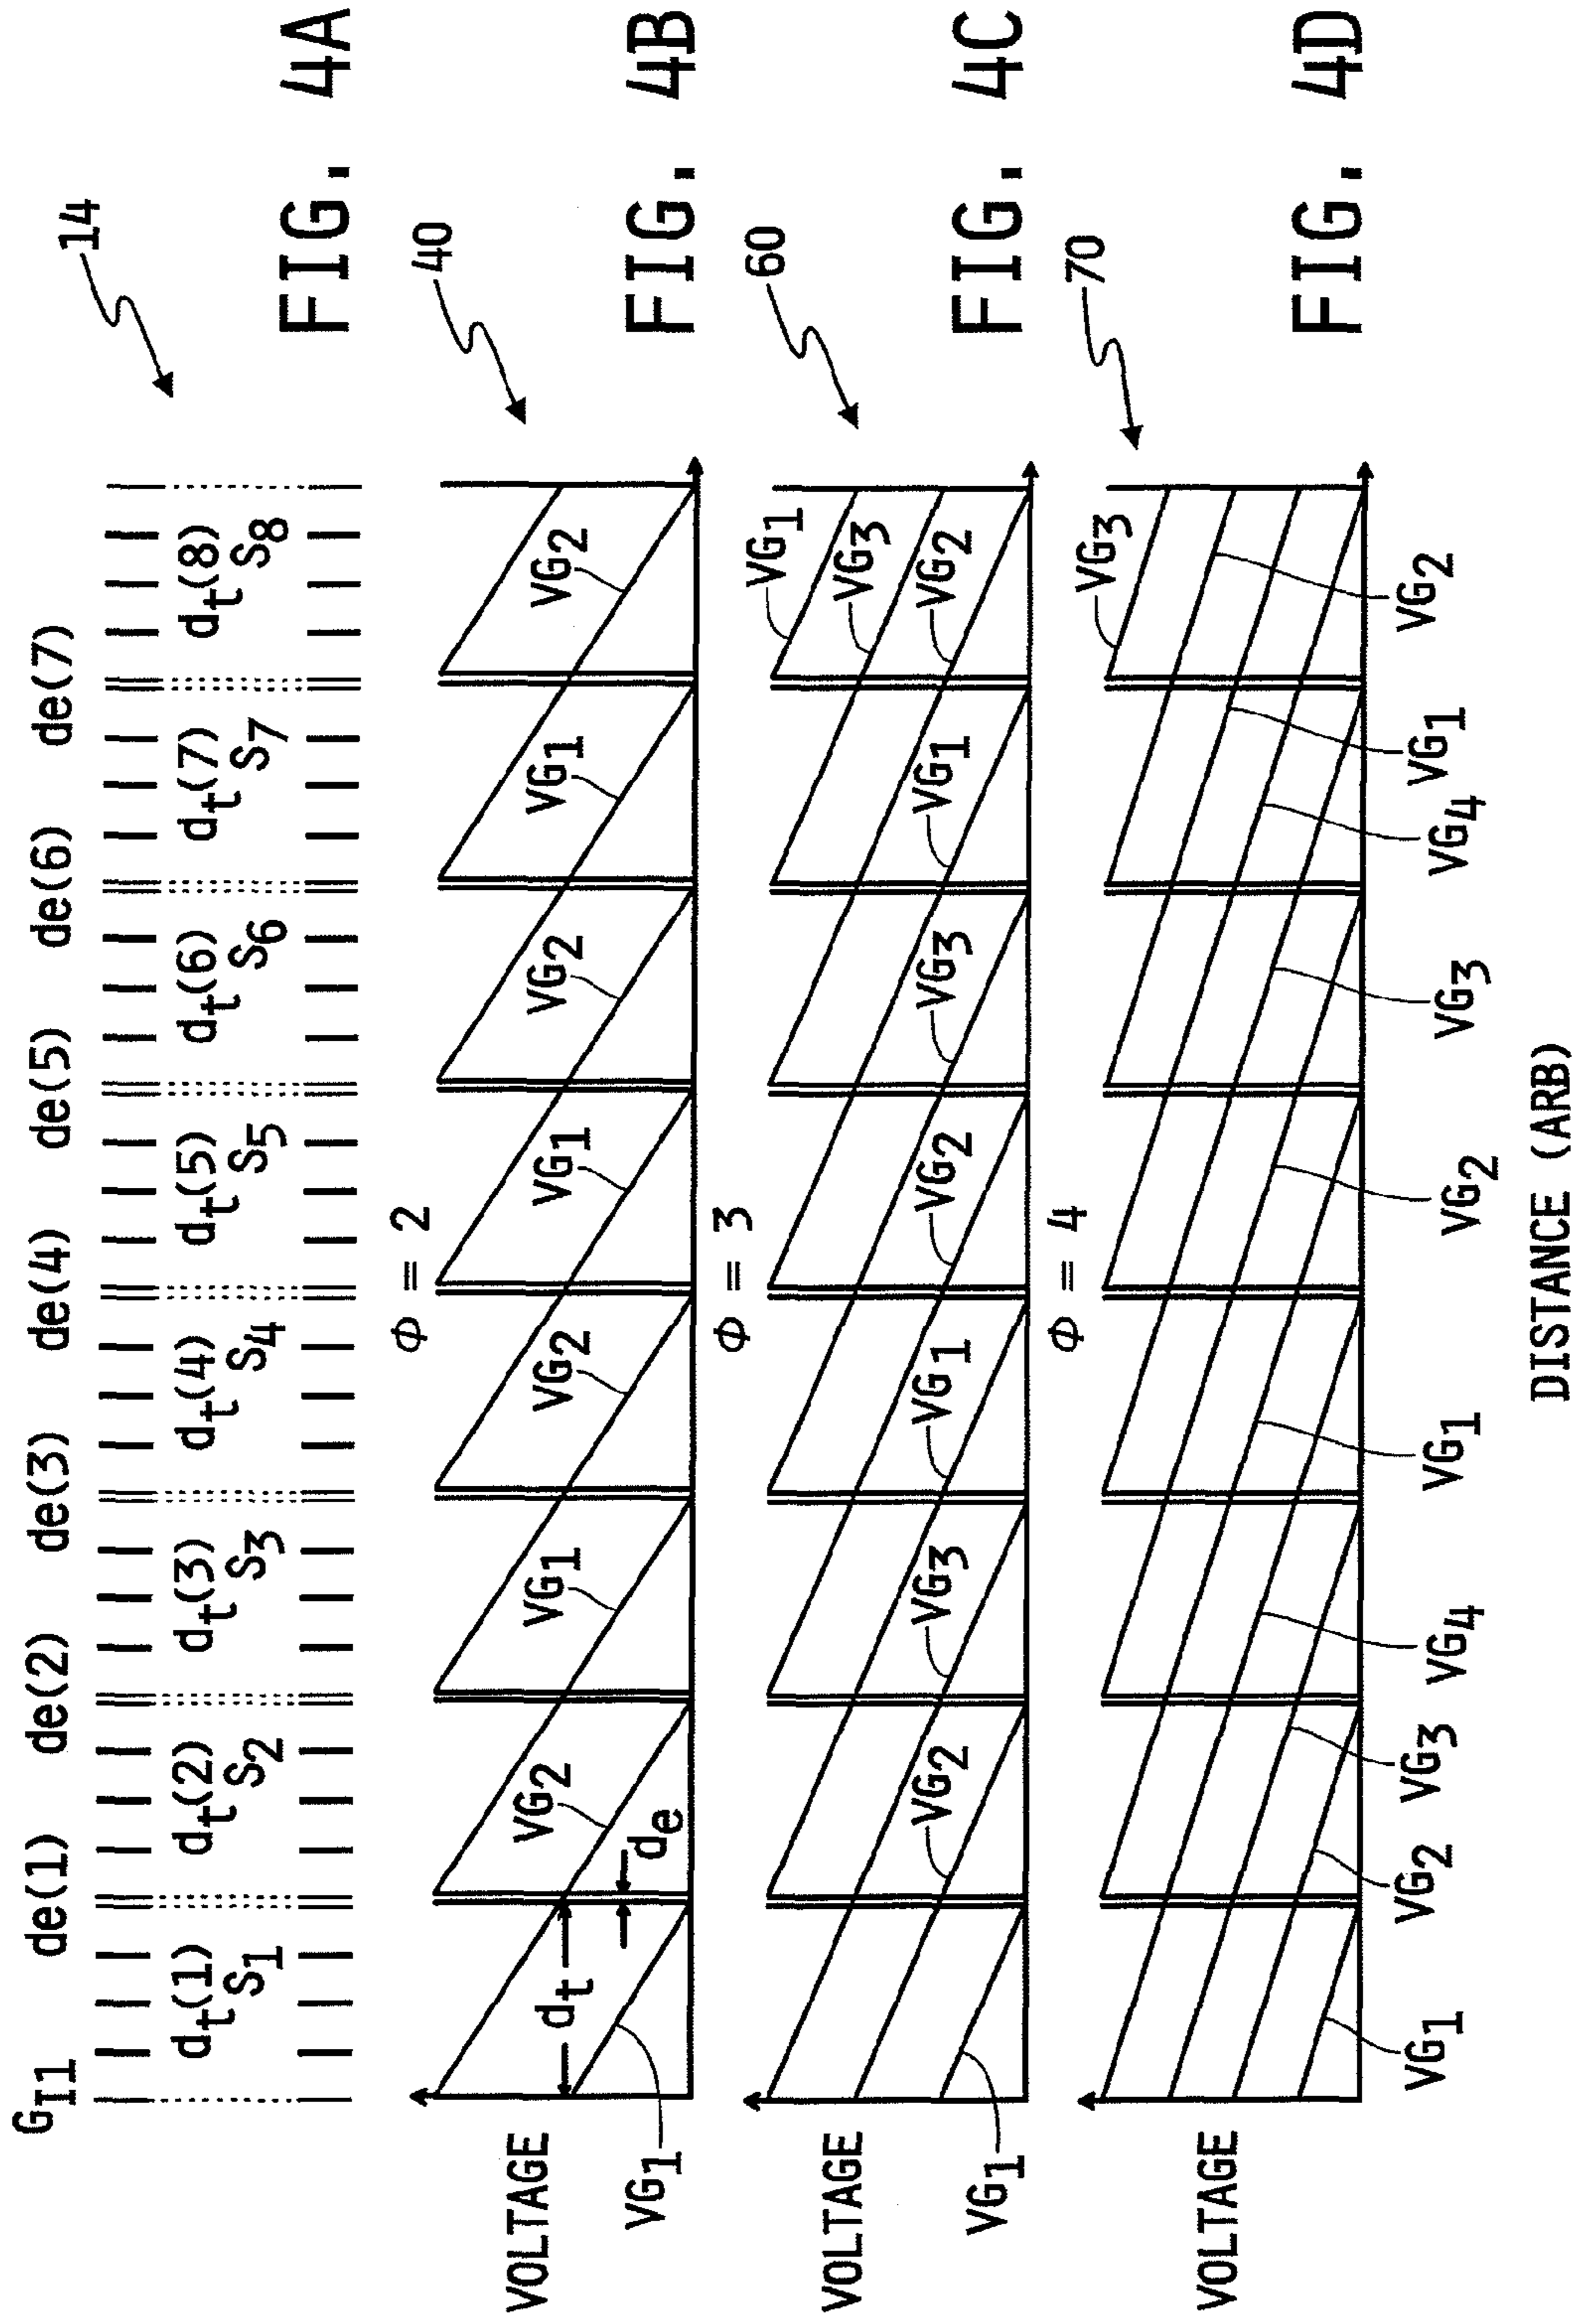 14
G_I1 de(1) de(2) de(3) de(4) de(5) de(6) de(7)
d_t(1) d_t(2) d_t(3) d_t(4) d_t(5) d_t(6) d_t(7) d_t(8)
S_1 S_2 S_3 S_4 S_5 S_6 S_7 S_8
FIG. 4A
Φ = 2
40
VOLTAGE
VG_2 VG_1 VG_2 VG_1 VG_2 VG_1 VG_2
d_t
d_e
VG_1
FIG. 4B
Φ = 3
60
VOLTAGE
VG_1
VG_3
VG_2 VG_3 VG_1 VG_2 VG_3 VG_1 VG_2
VG_1
FIG. 4C
Φ = 4
70
VOLTAGE
VG_3
FIG. 4D
VG_1 VG_2 VG_3 VG_4 VG_1 VG_2 VG_3 VG_4 VG_1 VG_2
DISTANCE (ARB)